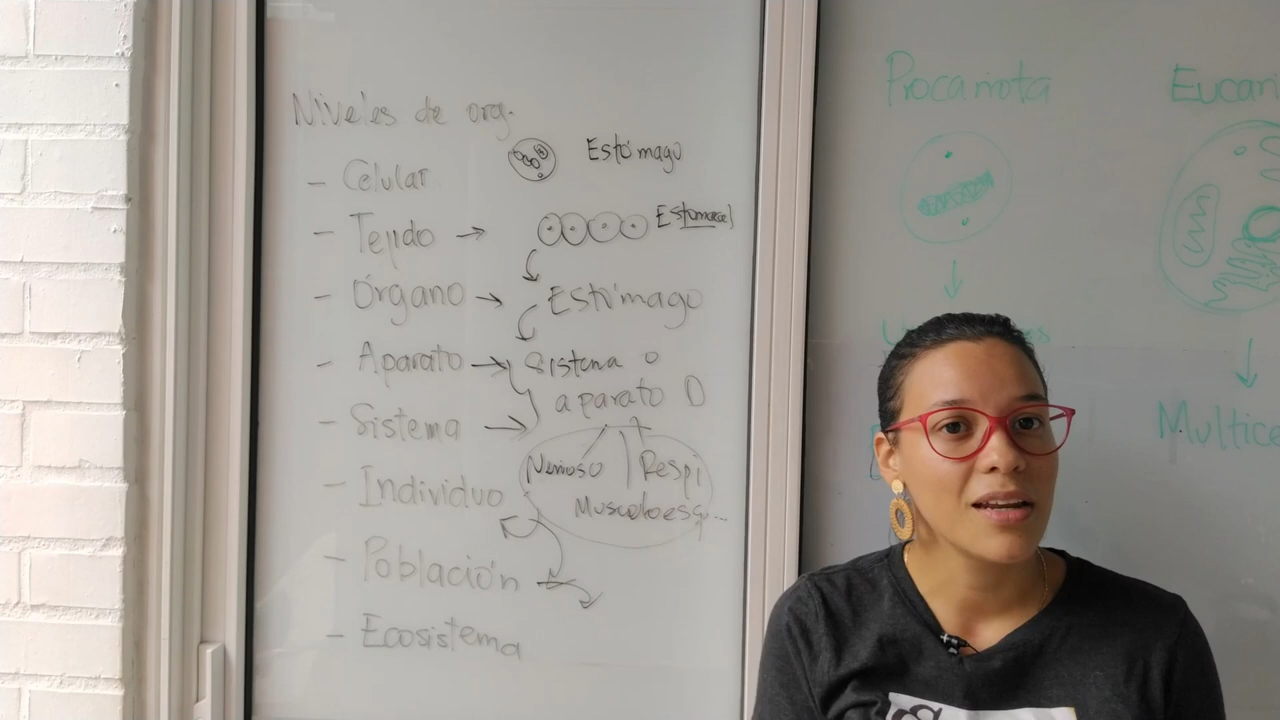 Niveles de org.
- Celular
Estómago
- Tejido →
Estomacal
- Órgano → Estómago
- Aparato → Sistema o
aparato D
- Sistema →
Nervioso | Respi
Musculoesq...
- Individuo
- Población
- Ecosistema
Procariota
Eucari
Multice